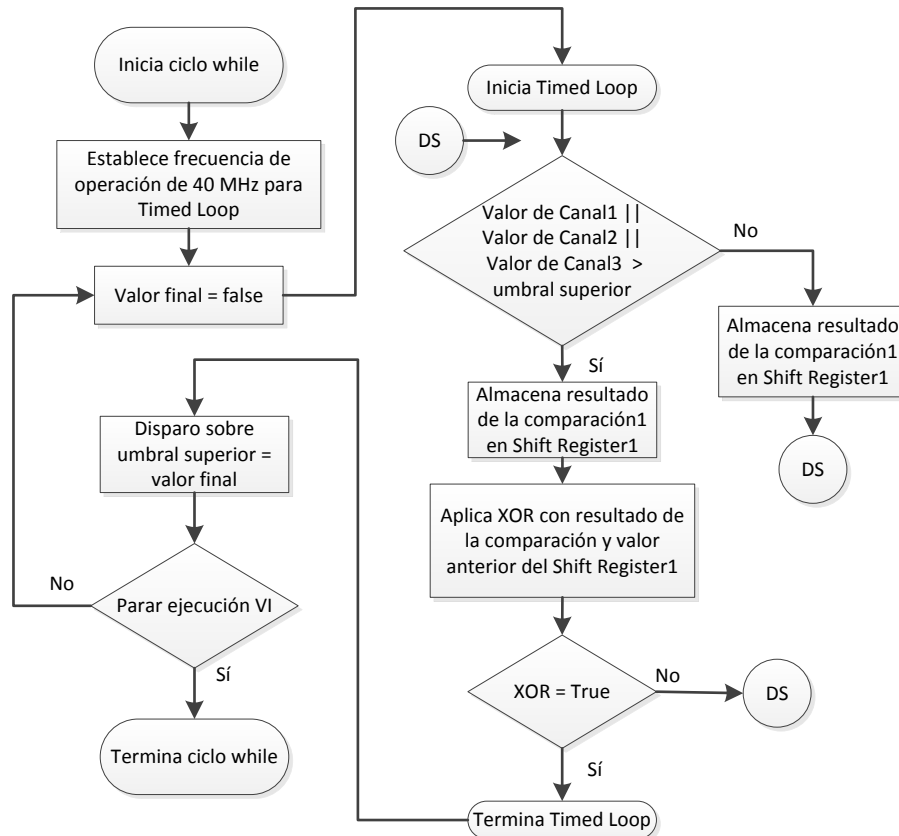 Inicia ciclo while
Establece frecuencia de
operación de 40 MHz para
Timed Loop
Valor final = false
Disparo sobre
umbral superior =
valor final
No
Parar ejecución VI
Sí
Termina ciclo while
Inicia Timed Loop
DS
Valor de Canal1 ||
Valor de Canal2 ||
Valor de Canal3 >
umbral superior
No
Almacena resultado
de la comparación1
en Shift Register1
DS
Sí
Almacena resultado
de la comparación1
en Shift Register1
Aplica XOR con resultado de
la comparación y valor
anterior del Shift Register1
XOR = True
No
DS
Sí
Termina Timed Loop